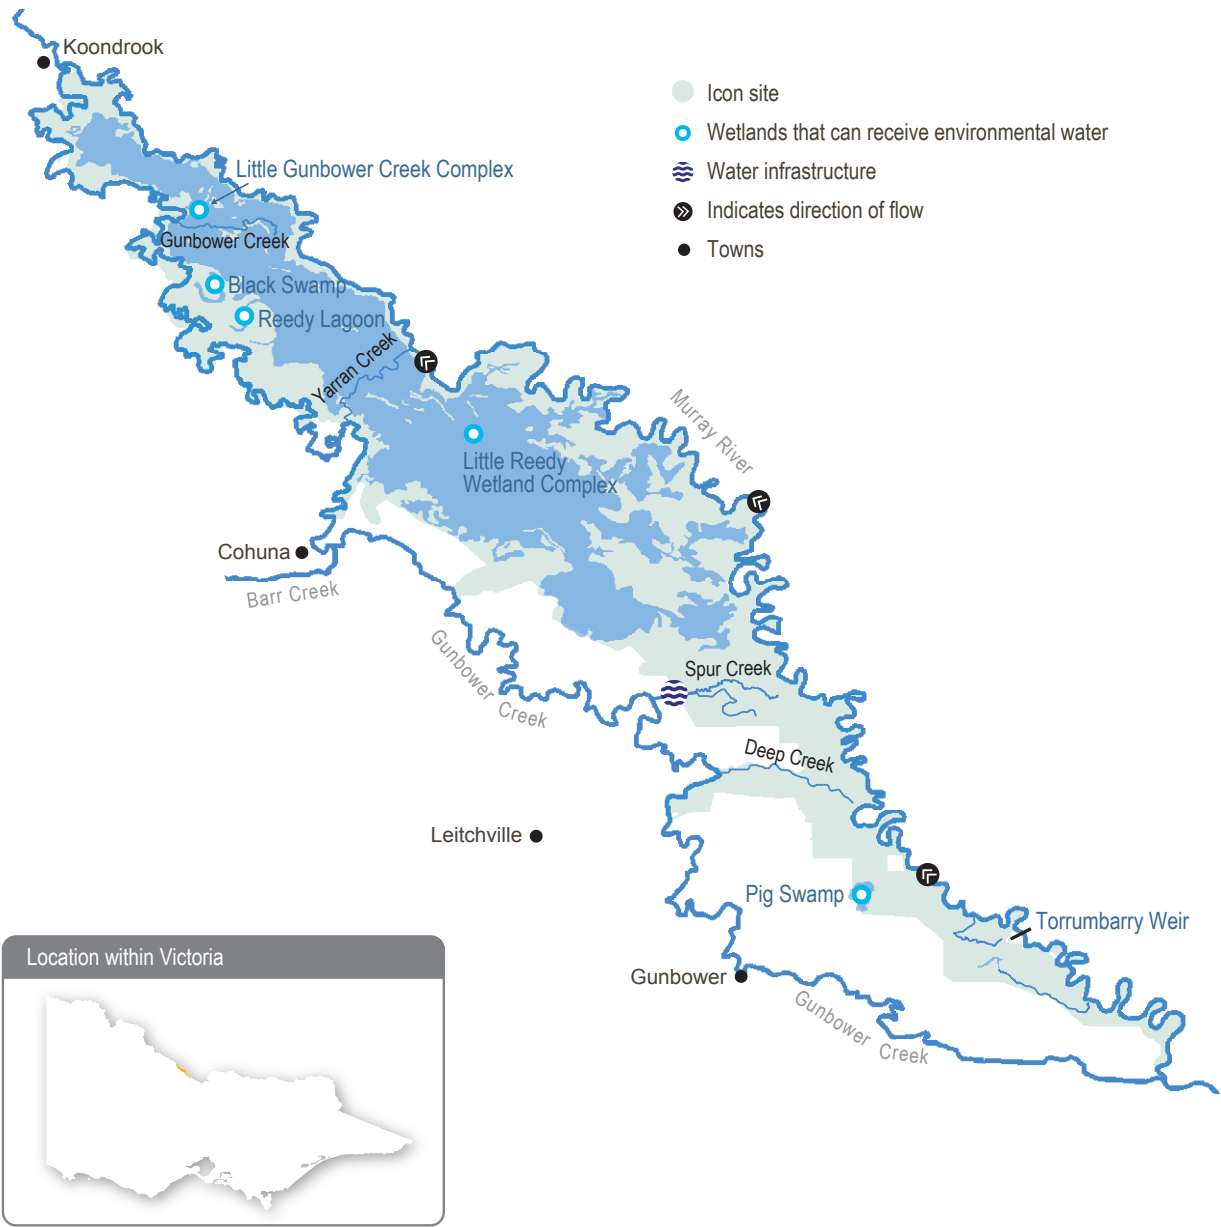 Koondrook
Icon site
Wetlands that can receive environmental water
Water infrastructure
Indicates direction of flow
Towns
Little Gunbower Creek Complex
Gunbower Creek
Black Swamp
Reedy Lagoon
Yarran Creek
Murray River
Little Reedy
Wetland Complex
Cohuna
Barr Creek
Gunbower Creek
Spur Creek
Deep Creek
Leitchville
Pig Swamp
Torrumbarry Weir
Gunbower
Gunbower Creek
Location within Victoria